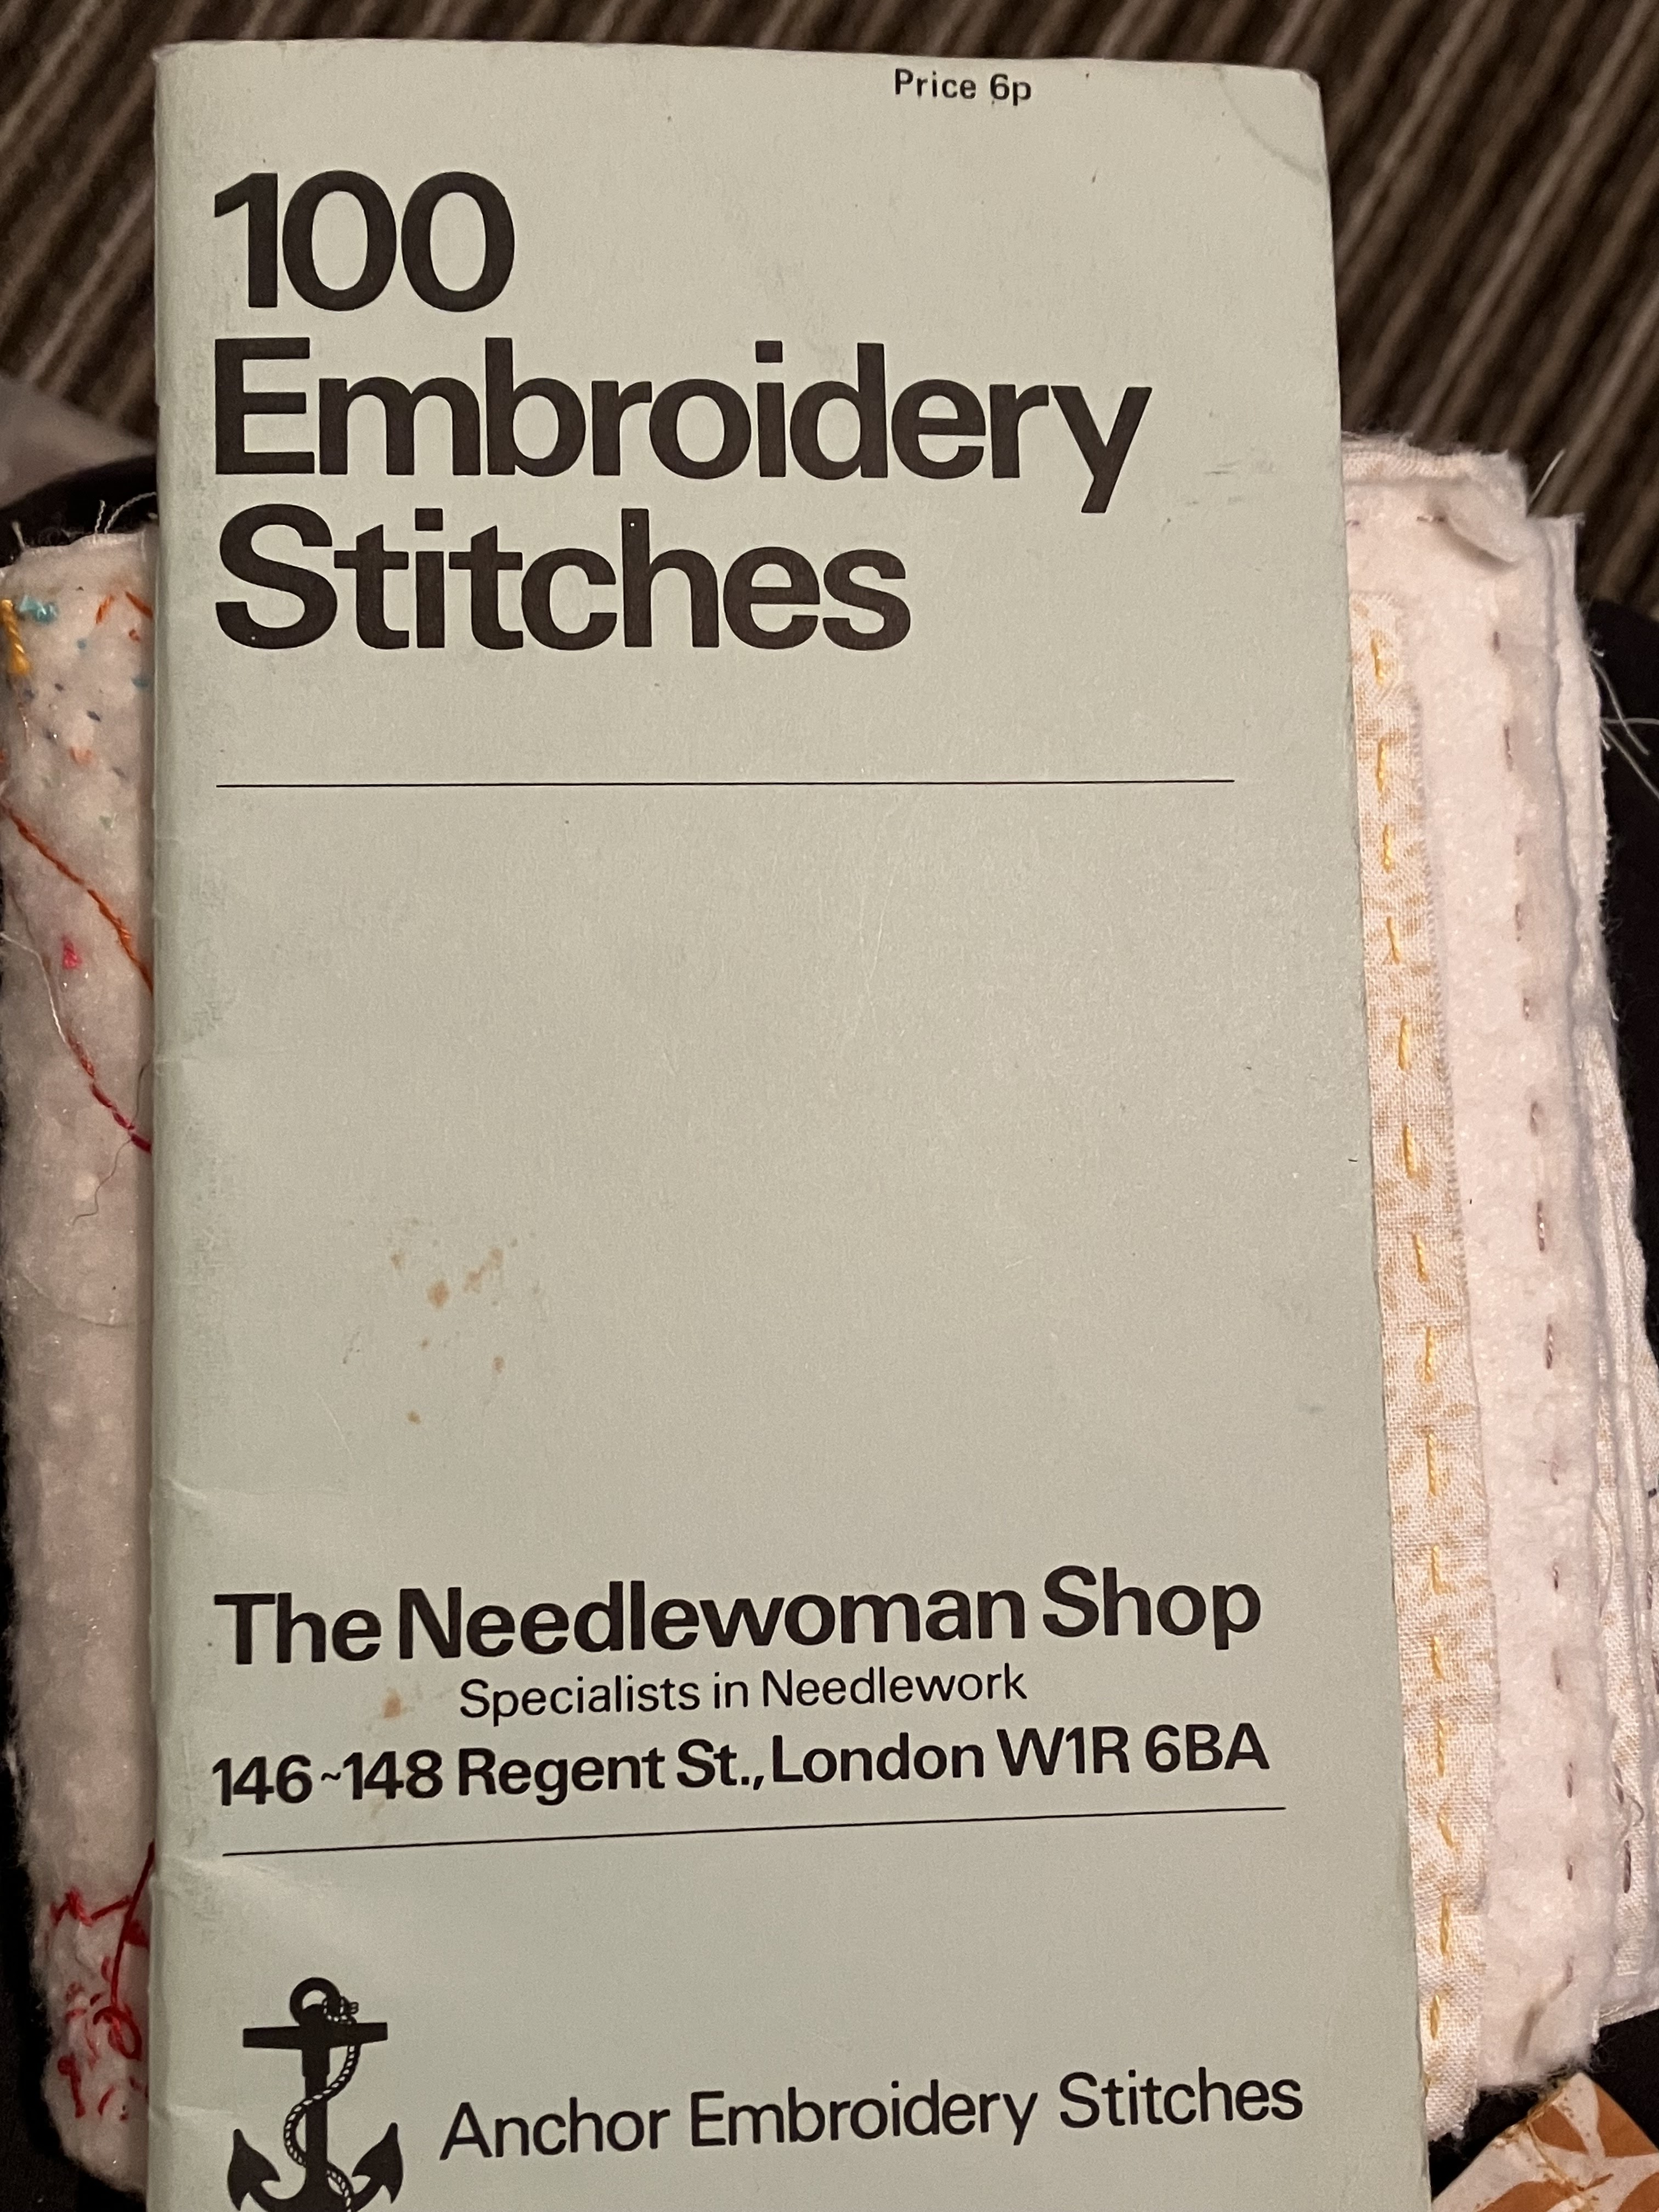 Price 6p
100
Embroidery
Stitches
The Needlewoman Shop
Specialists in Needlework
146~148 Regent St., London W1R 6BA
Anchor Embroidery Stitches